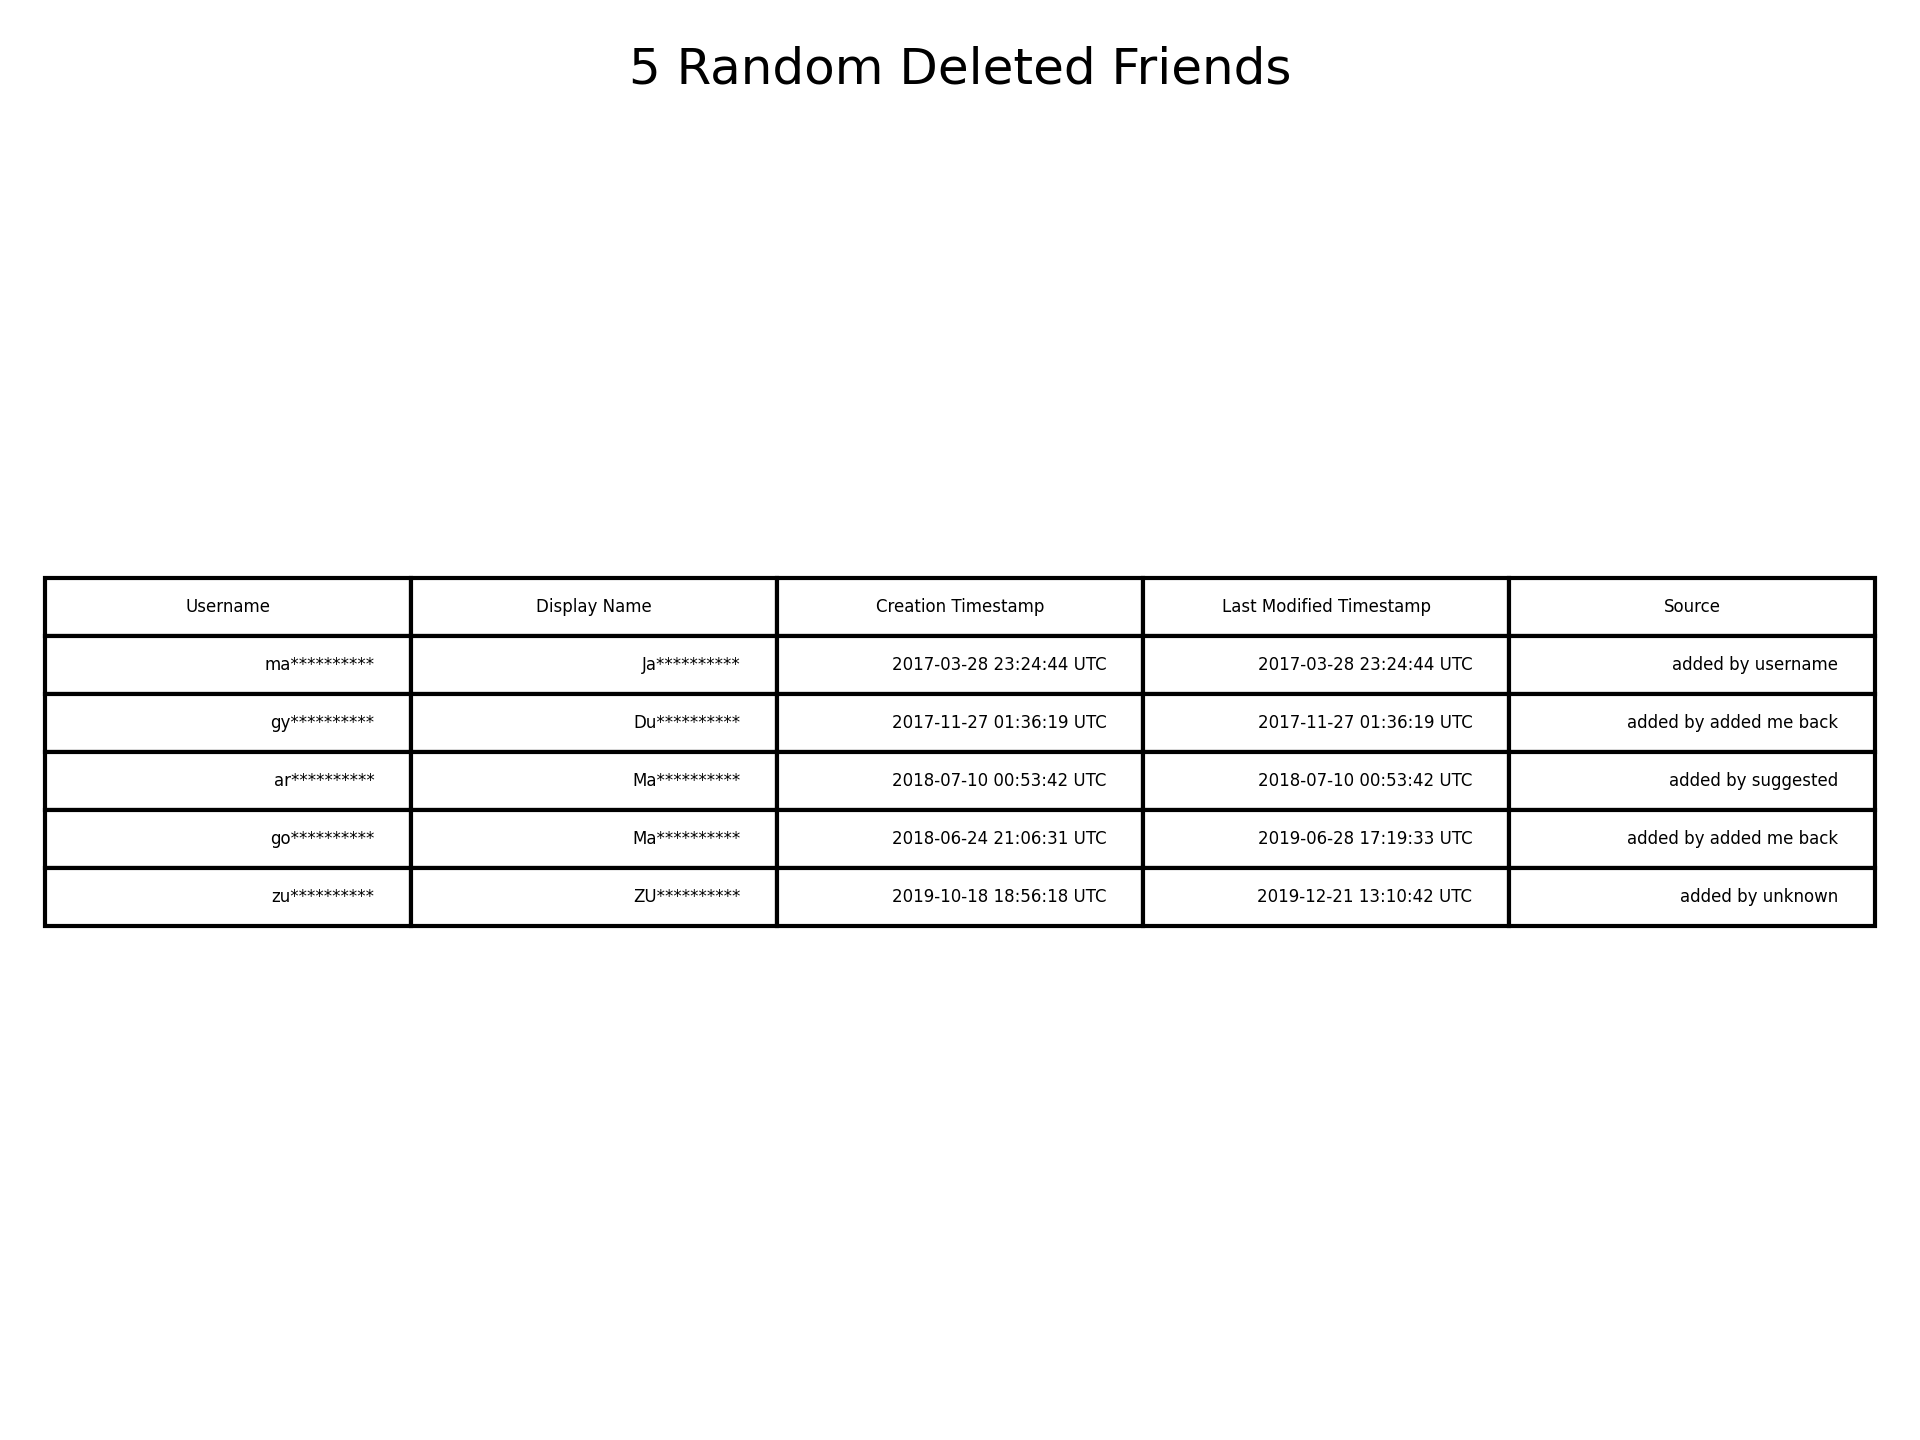 5 Random Deleted Friends
Username Display Name Creation Timestamp Last Modified Timestamp Source
ma********** Ja********** 2017-03-28 23:24:44 UTC 2017-03-28 23:24:44 UTC added by username
gy********** Du********** 2017-11-27 01:36:19 UTC 2017-11-27 01:36:19 UTC added by added me back
ar********** Ma********** 2018-07-10 00:53:42 UTC 2018-07-10 00:53:42 UTC added by suggested
go********** Ma********** 2018-06-24 21:06:31 UTC 2019-06-28 17:19:33 UTC added by added me back
zu********** ZU********** 2019-10-18 18:56:18 UTC 2019-12-21 13:10:42 UTC added by unknown